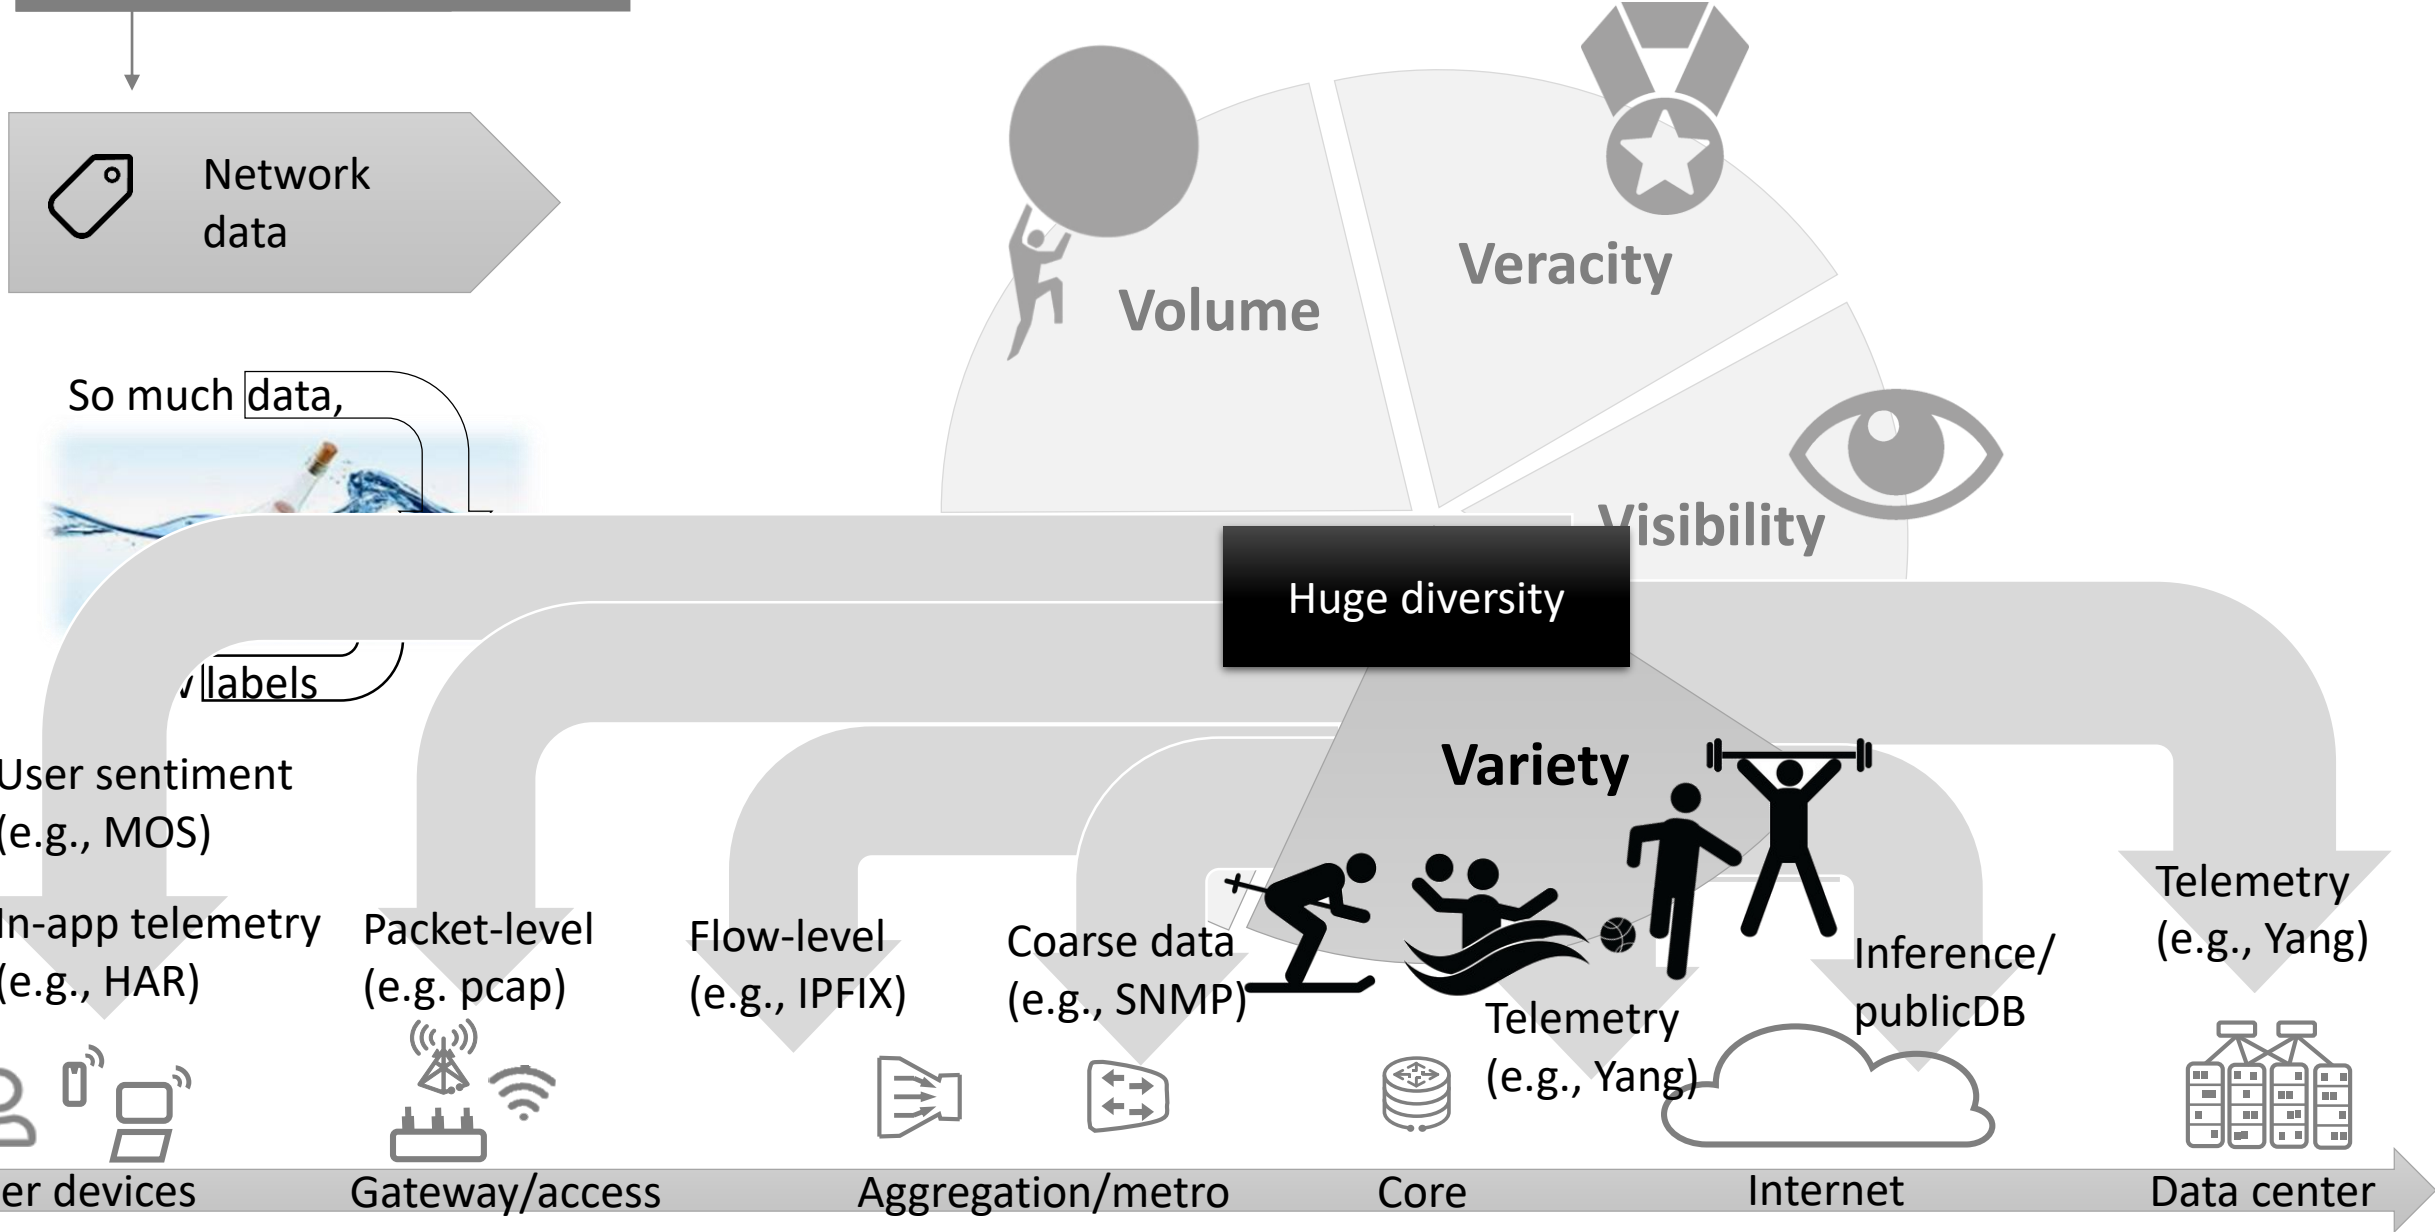 Network
data
Volume
Veracity
Visibility
So much data,
labels
Huge diversity
Variety
User sentiment
(e.g., MOS)
In-app telemetry
(e.g., HAR)
Packet-level
(e.g. pcap)
Flow-level
(e.g., IPFIX)
Coarse data
(e.g., SNMP)
Telemetry
(e.g., Yang)
Inference/
publicDB
Telemetry
(e.g., Yang)
er devices
Gateway/access
Aggregation/metro
Core
Internet
Data center